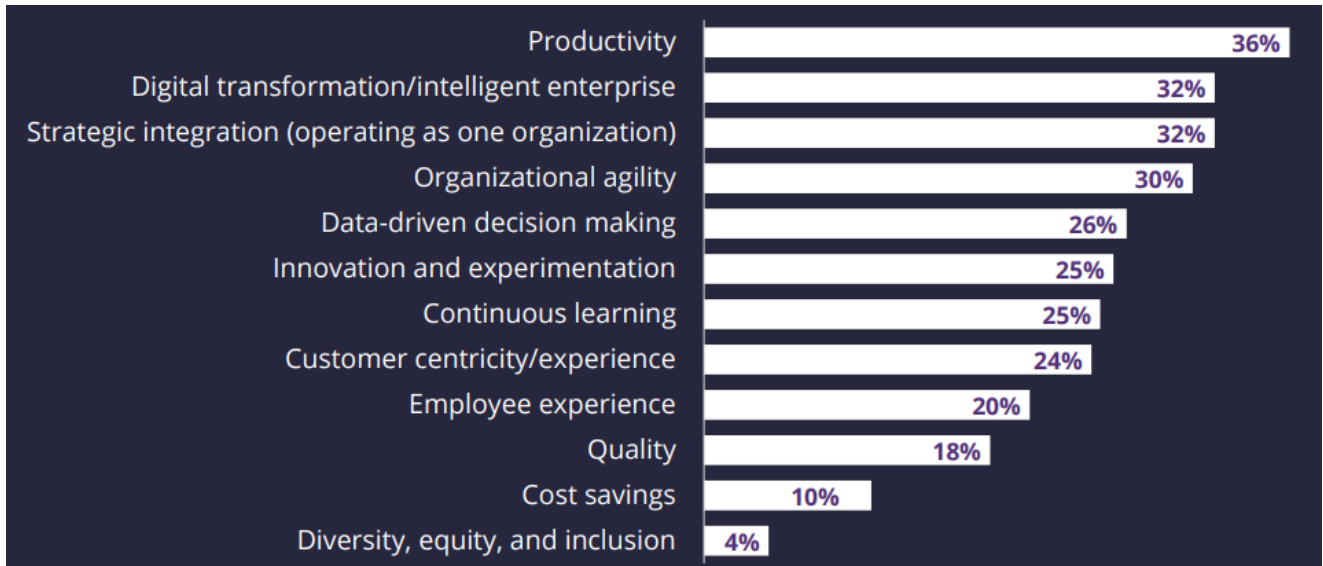 Productivity 36%
Digital transformation/intelligent enterprise 32%
Strategic integration (operating as one organization) 32%
Organizational agility 30%
Data-driven decision making 26%
Innovation and experimentation 25%
Continuous learning 25%
Customer centricity/experience 24%
Employee experience 20%
Quality 18%
Cost savings 10%
Diversity, equity, and inclusion 4%